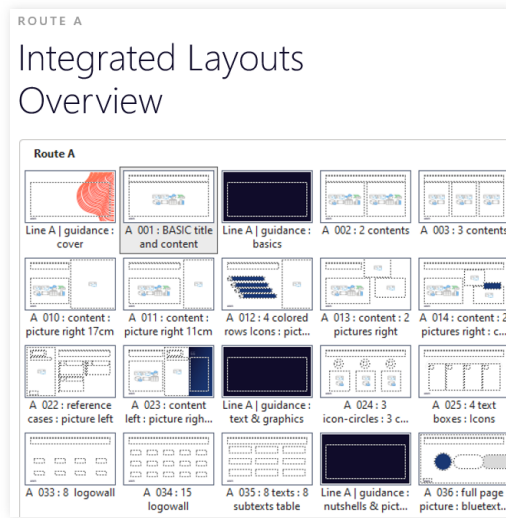 ROUTE A
Integrated Layouts
Overview
Route A
Line A | guidance :
cover
A 001 : BASIC title
and content
Line A | guidance :
basics
A 002 : 2 contents
A 003 : 3 contents
A 010 : content :
picture right 17cm
A 011 : content :
picture right 11cm
A 012 : 4 colored
rows Icons : pict...
A 013 : content : 2
pictures right
A 014 : content : 2
pictures right : c...
A 022 : reference
cases : picture left
A 023 : content
left : picture righ...
Line A | guidance :
text & graphics
A 024 : 3
icon-circles : 3 c...
A 025 : 4 text
boxes : Icons
A 033 : 8 logowall
A 034 : 15
logowall
A 035 : 8 texts : 8
subtexts table
Line A | guidance :
nutshells & pict...
A 036 : full page
picture : bluetext...